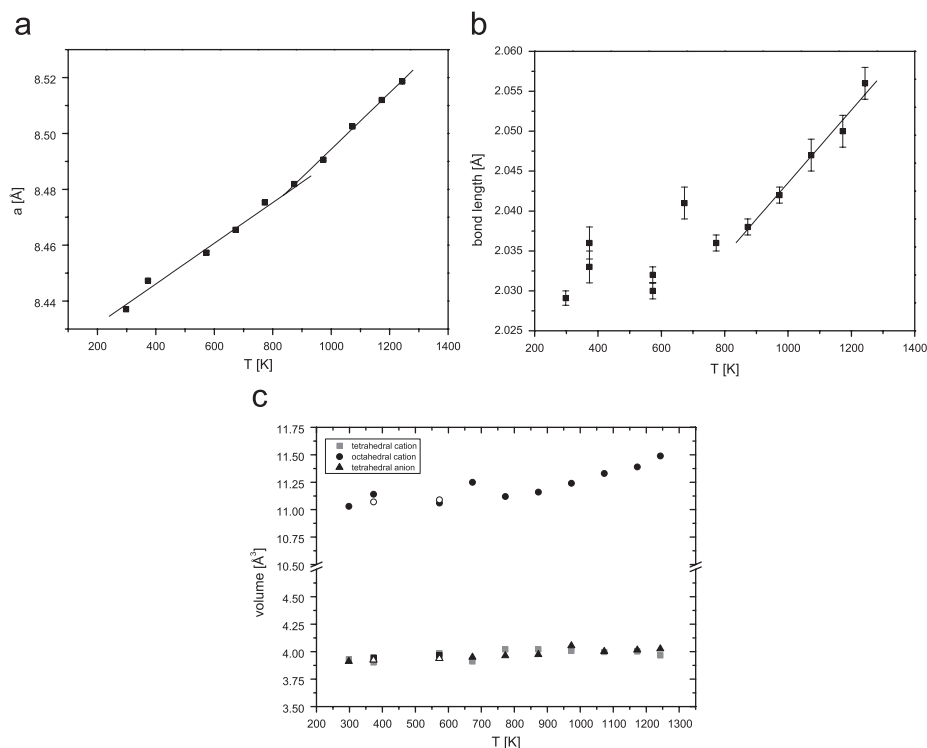 a
8.52
8.50
8.48
8.46
8.44
a [Å]
200 400 600 800 1000 1200 1400
T [K]
b
2.060
2.055
2.050
2.045
2.040
2.035
2.030
2.025
bond length [Å]
200 400 600 800 1000 1200 1400
T [K]
c
11.75
11.50
11.25
11.00
10.75
10.50
4.25
4.00
3.75
3.50
volume [Å³]
tetrahedral cation
octahedral cation
tetrahedral anion
200 300 400 500 600 700 800 900 1000 1100 1200 1300
T [K]